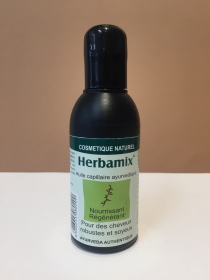 COSMETIQUE NATUREL
Herbamix
Huile capillaire ayurvédique
Nourrissant
Régénérant
Pour des cheveux
robustes et soyeux
AYURVEDA AUTHENTIQUE